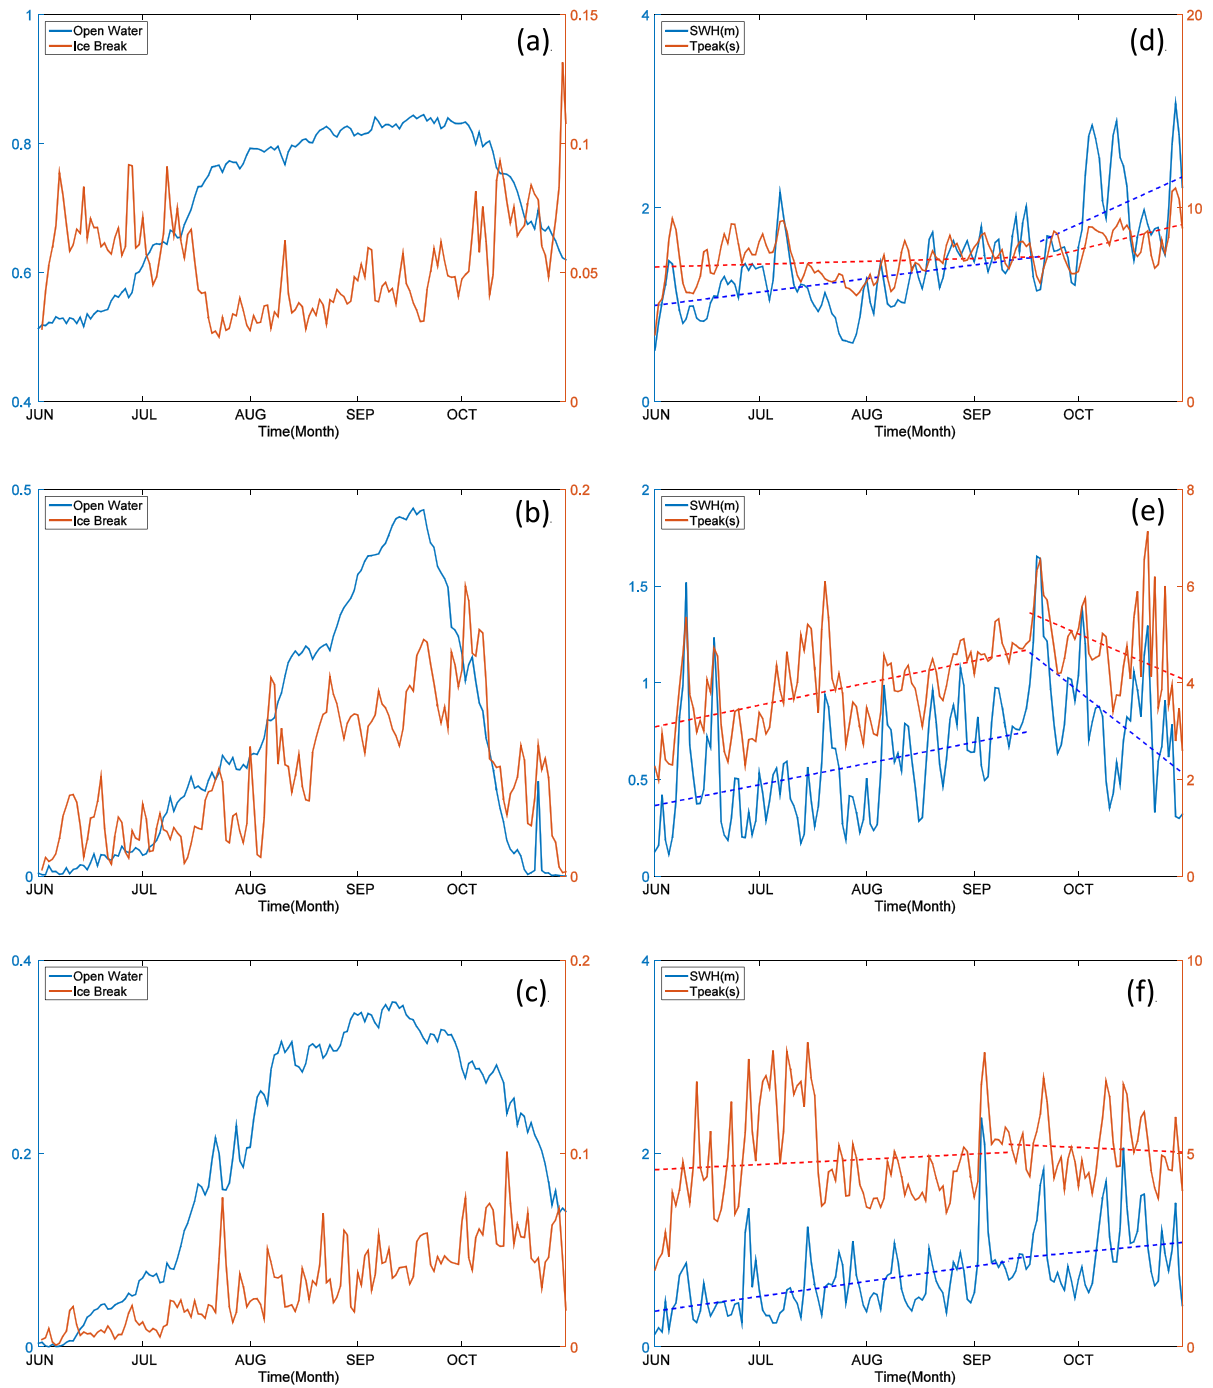 1
0.15
Open Water
Ice Break
(a)
0.8
0.1
0.6
0.05
0.4
0
JUN JUL AUG SEP OCT
Time(Month)
4
20
SWH(m)
Tpeak(s)
(d)
2
10
0
0
JUN JUL AUG SEP OCT
Time(Month)
0.5
0.2
Open Water
Ice Break
(b)
0
0
JUN JUL AUG SEP OCT
Time(Month)
2
8
SWH(m)
Tpeak(s)
(e)
1.5
6
1
4
0.5
2
0
0
JUN JUL AUG SEP OCT
Time(Month)
0.4
0.2
Open Water
Ice Break
(c)
0.2
0.1
0
0
JUN JUL AUG SEP OCT
Time(Month)
4
10
SWH(m)
Tpeak(s)
(f)
2
5
0
0
JUN JUL AUG SEP OCT
Time(Month)